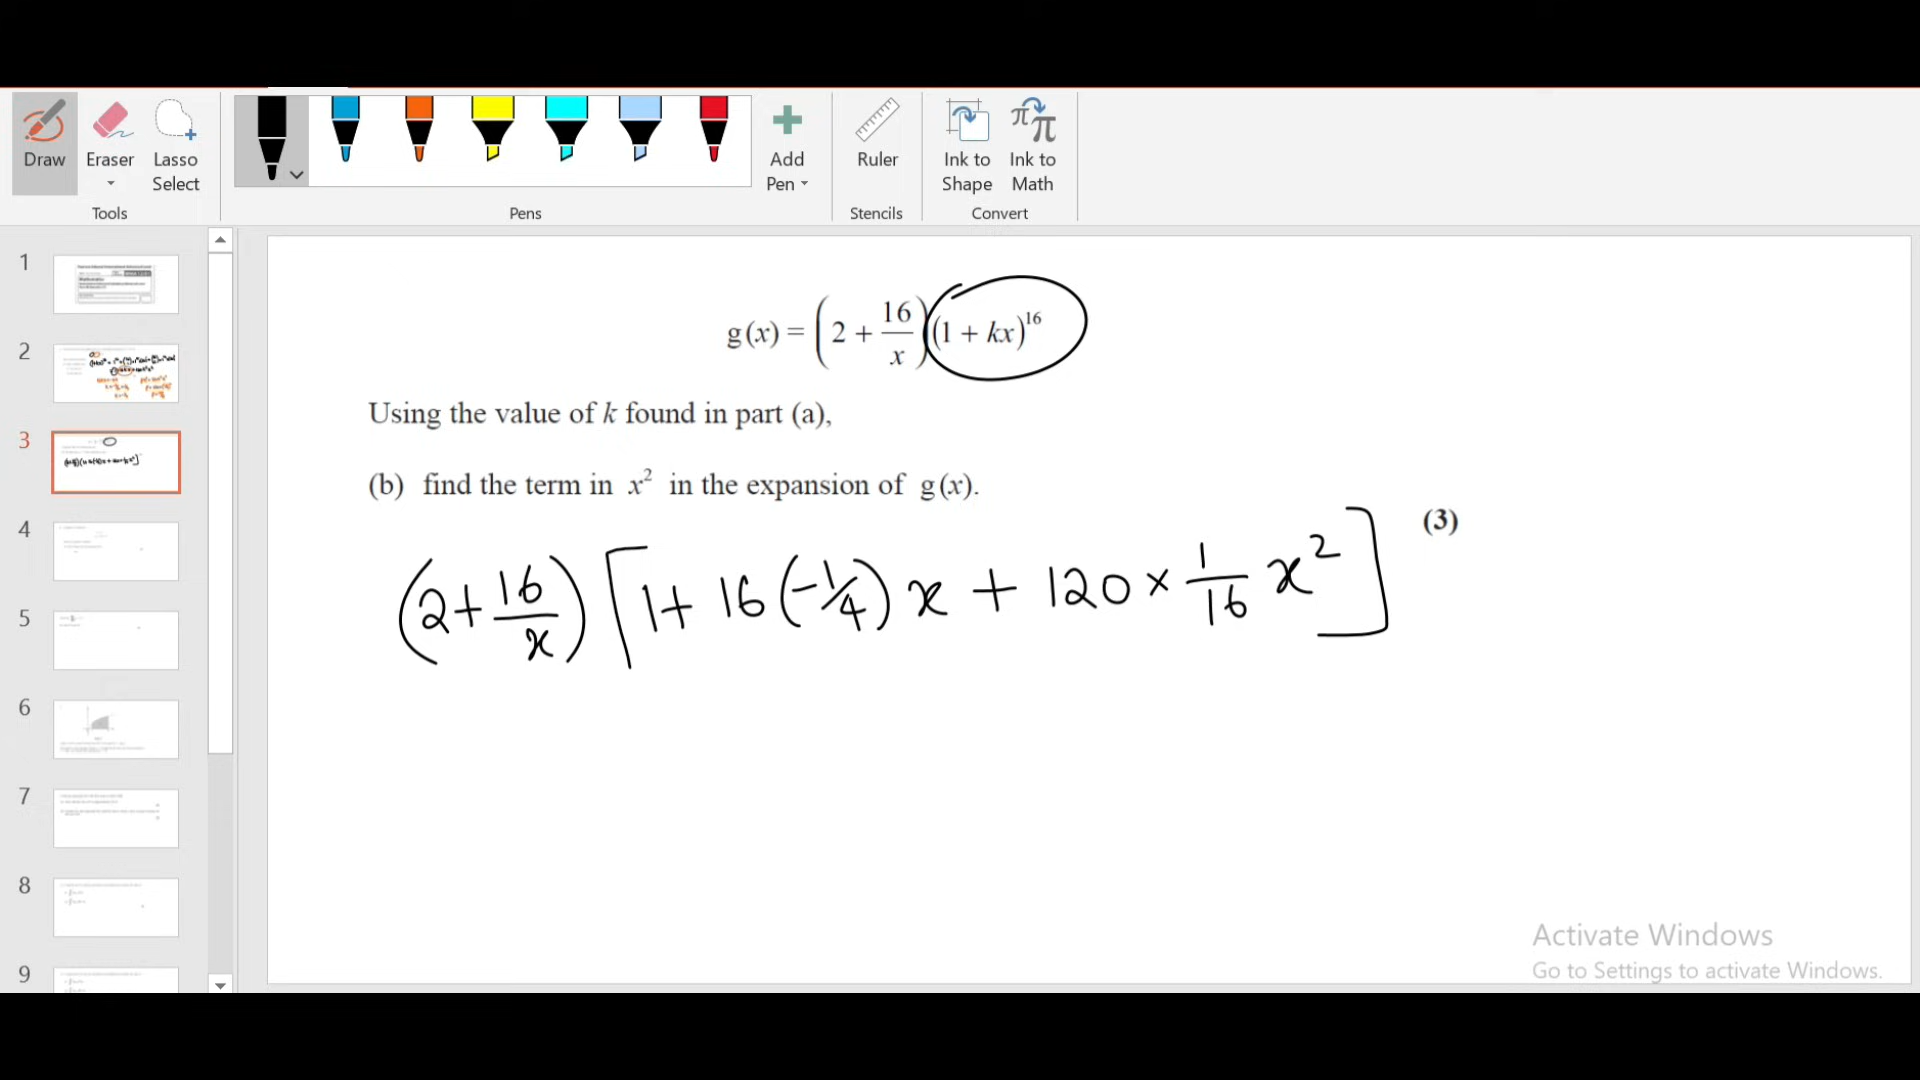 Draw
Eraser
Lasso Select
Tools
Pens
Add Pen
Ruler
Stencils
Ink to Shape
Ink to Math
Convert
1
2
3
4
5
6
7
8
9
g(x) = (2 + 16/x)(1 + kx)^16
Using the value of k found in part (a),
(b) find the term in x² in the expansion of g(x).
(3)
(2 + 16/x) [1 + 16(-1/4)x + 120 × 1/16 x²]
Activate Windows
Go to Settings to activate Windows.